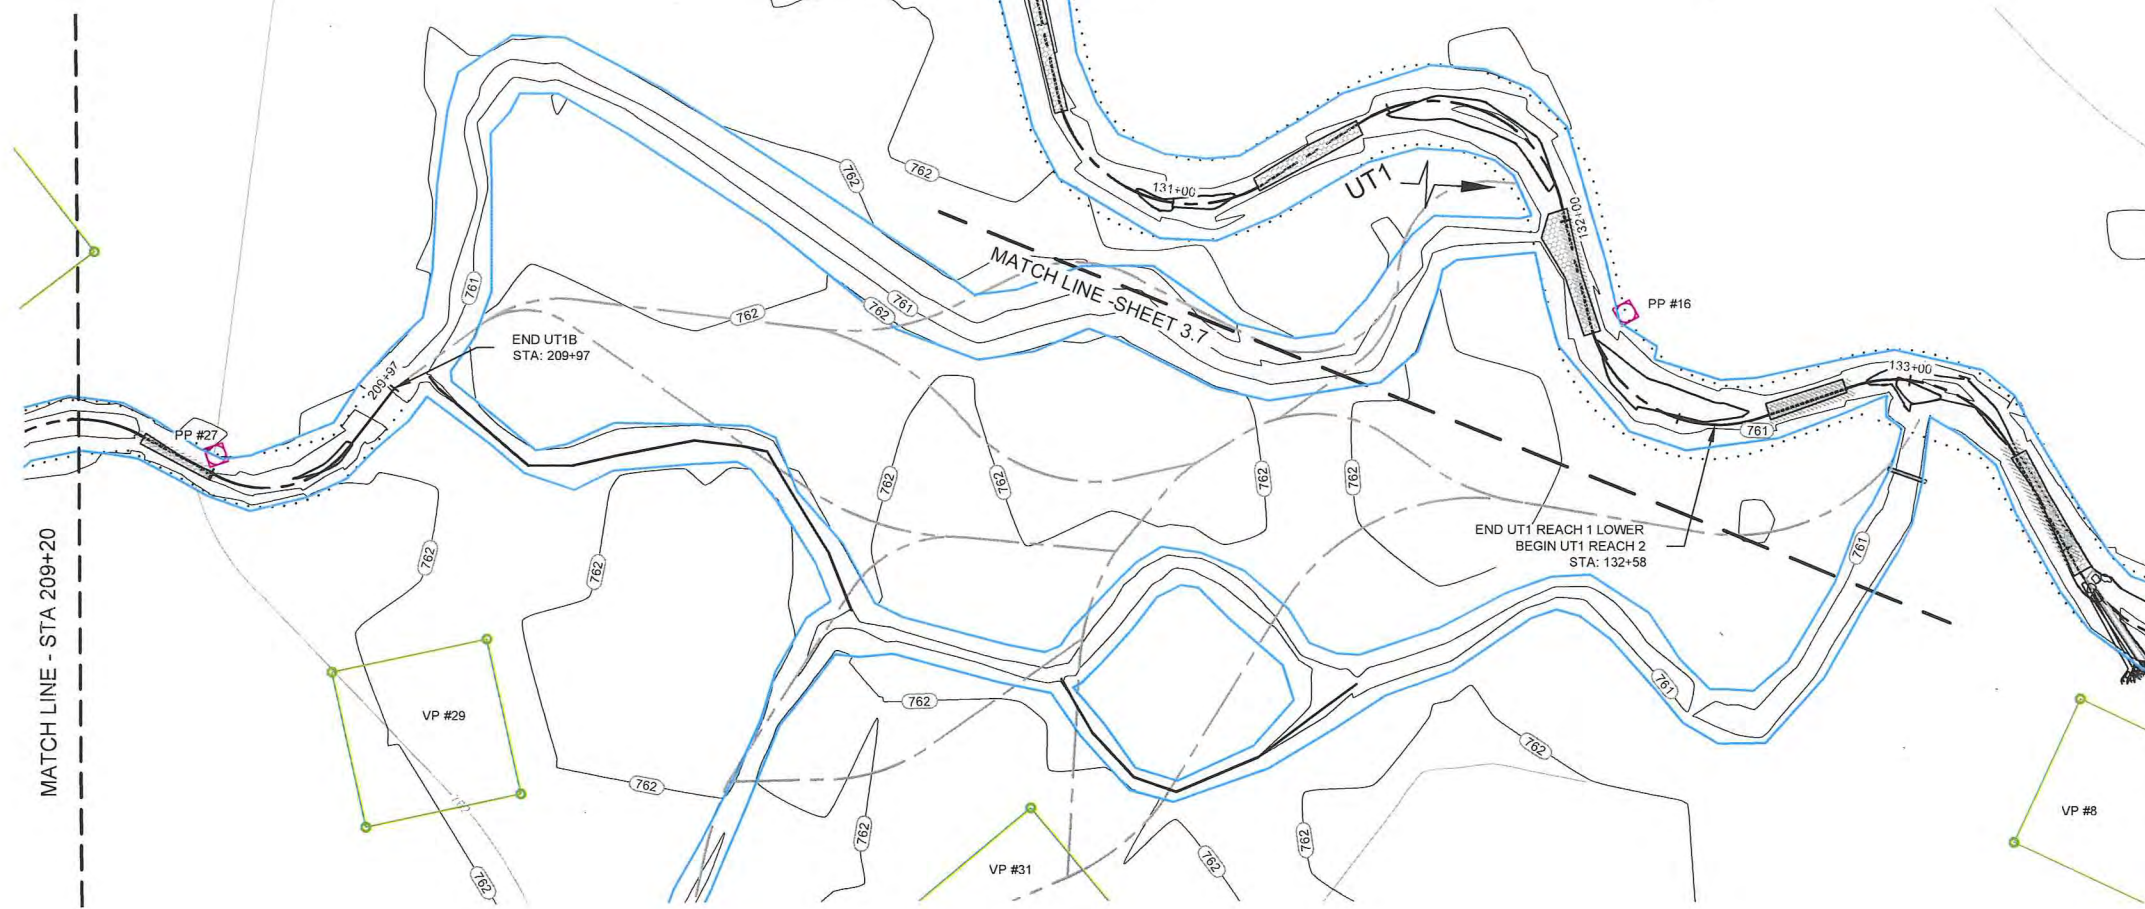 762
762
131+00
UT1
132+00
MATCH LINE -SHEET 3.7
761
762
761
762
PP #16
END UT1B
STA: 209+97
209+97
133+00
761
PP #27
762
762
762
762
END UT1 REACH 1 LOWER
BEGIN UT1 REACH 2
STA: 132+58
761
762
762
MATCH LINE - STA 209+20
761
762
VP #29
762
762
762
VP #8
762
762
762
VP #31
762
762